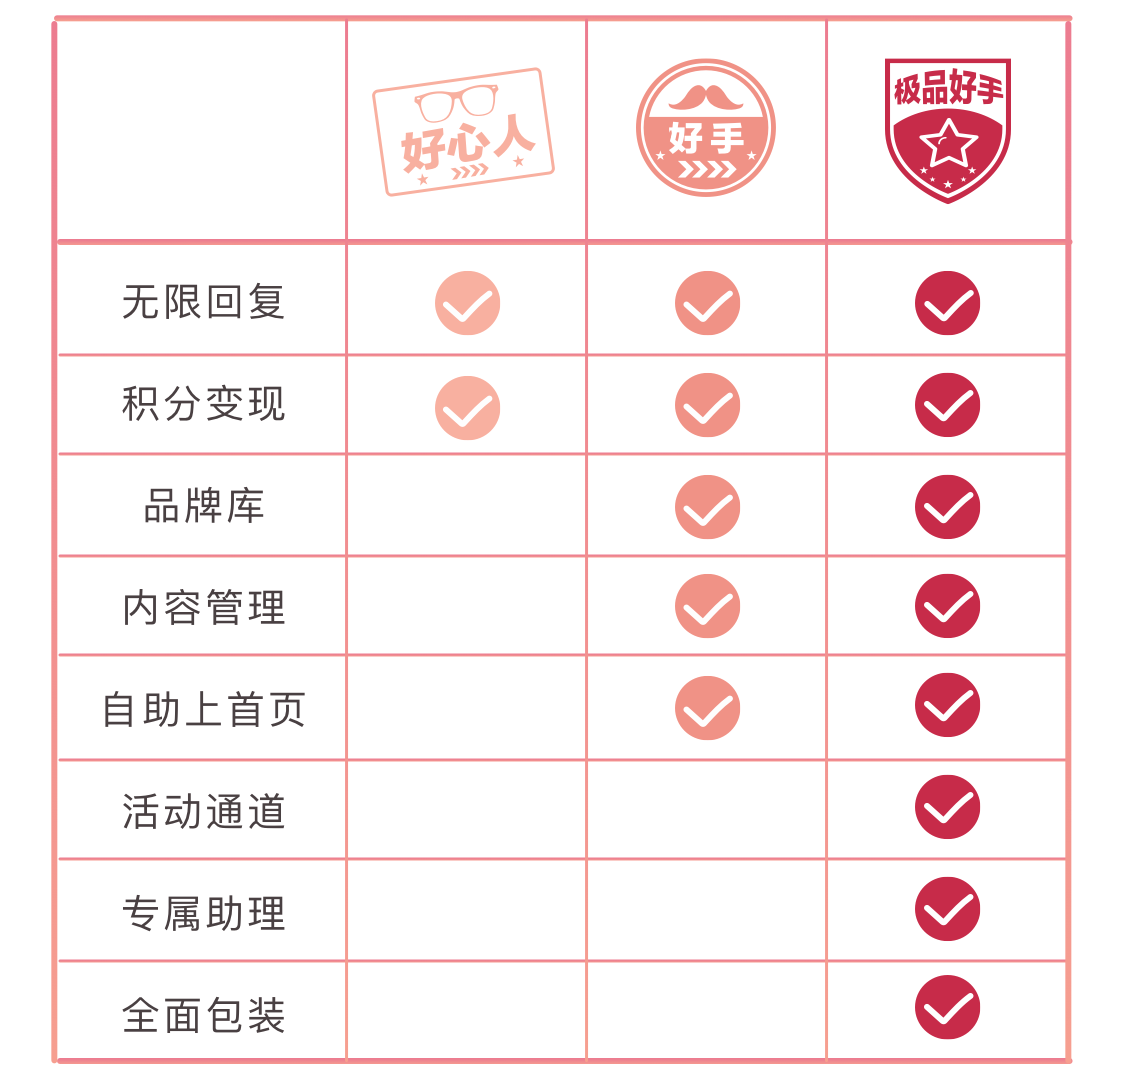 好心人
好手
极品好手
无限回复
积分变现
品牌库
内容管理
自助上首页
活动通道
专属助理
全面包装